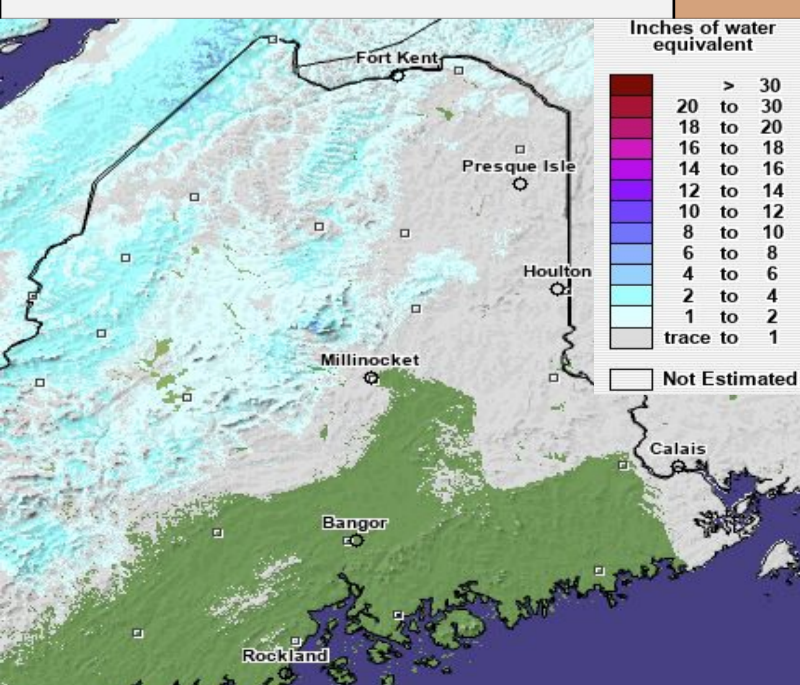 Inches of water
equivalent
> 30
20 to 30
18 to 20
16 to 18
14 to 16
12 to 14
10 to 12
8 to 10
6 to 8
4 to 6
2 to 4
1 to 2
trace to 1
Not Estimated
Fort Kent
Presque Isle
Houlton
Millinocket
Calais
Bangor
Rockland